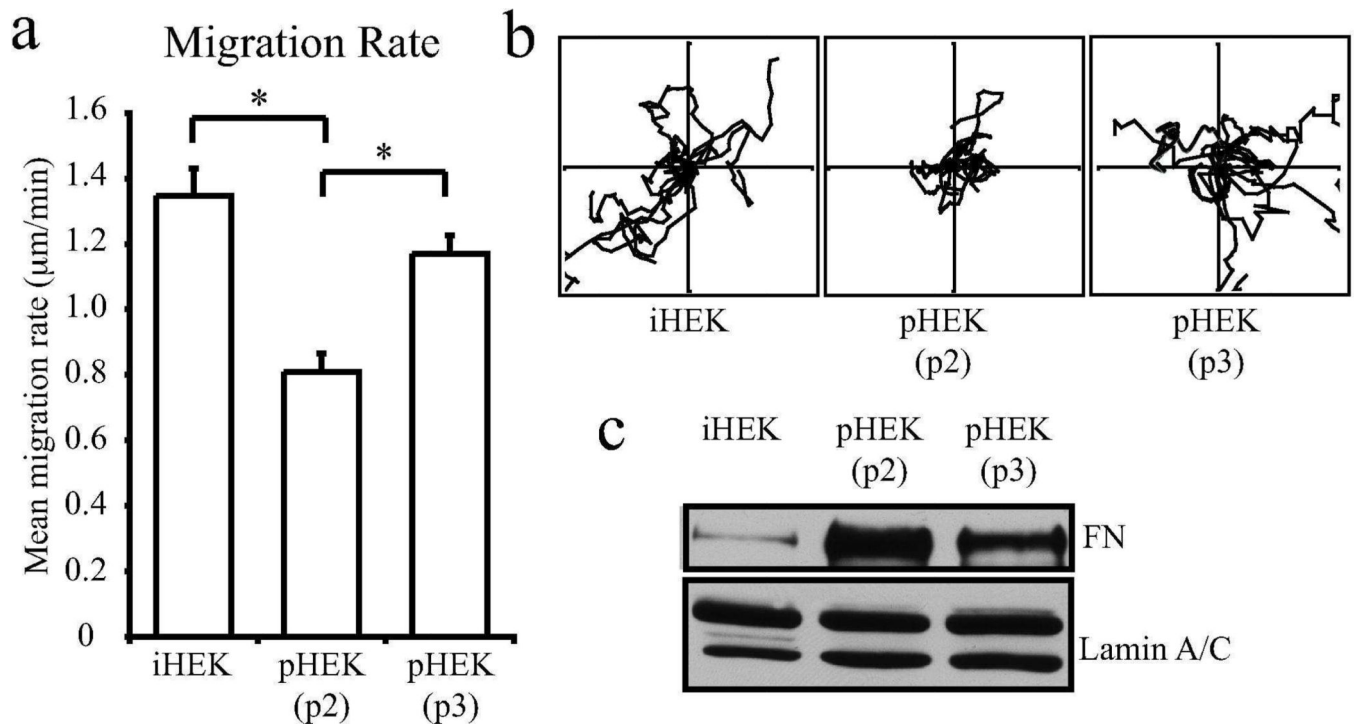 a
Migration Rate
Mean migration rate (μm/min)
1.6
1.4
1.2
1.0
0.8
0.6
0.4
0.2
0
*
*
iHEK
pHEK
(p2)
pHEK
(p3)
b
iHEK
pHEK
(p2)
pHEK
(p3)
c
iHEK
pHEK
(p2)
pHEK
(p3)
FN
Lamin A/C